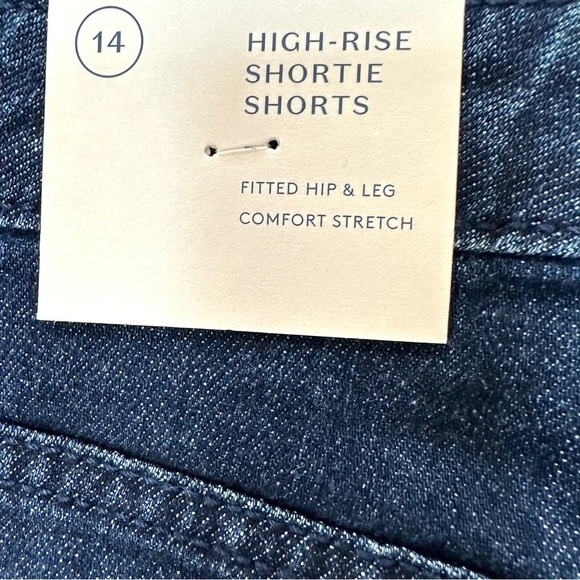 14
HIGH-RISE
SHORTIE
SHORTS
FITTED HIP & LEG
COMFORT STRETCH